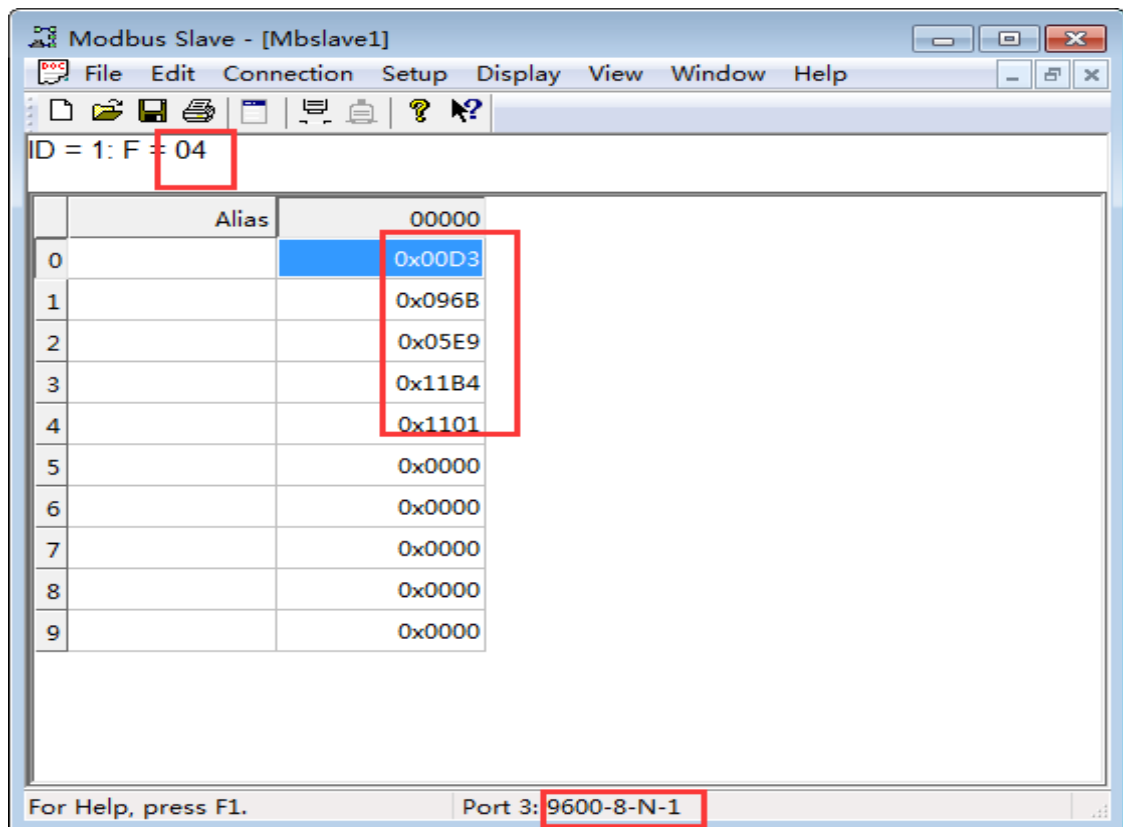 Modbus Slave - [Mbslave1]
File Edit Connection Setup Display View Window Help
ID = 1: F = 04
Alias 00000
0 0x00D3
1 0x096B
2 0x05E9
3 0x11B4
4 0x1101
5 0x0000
6 0x0000
7 0x0000
8 0x0000
9 0x0000
For Help, press F1. Port 3: 9600-8-N-1